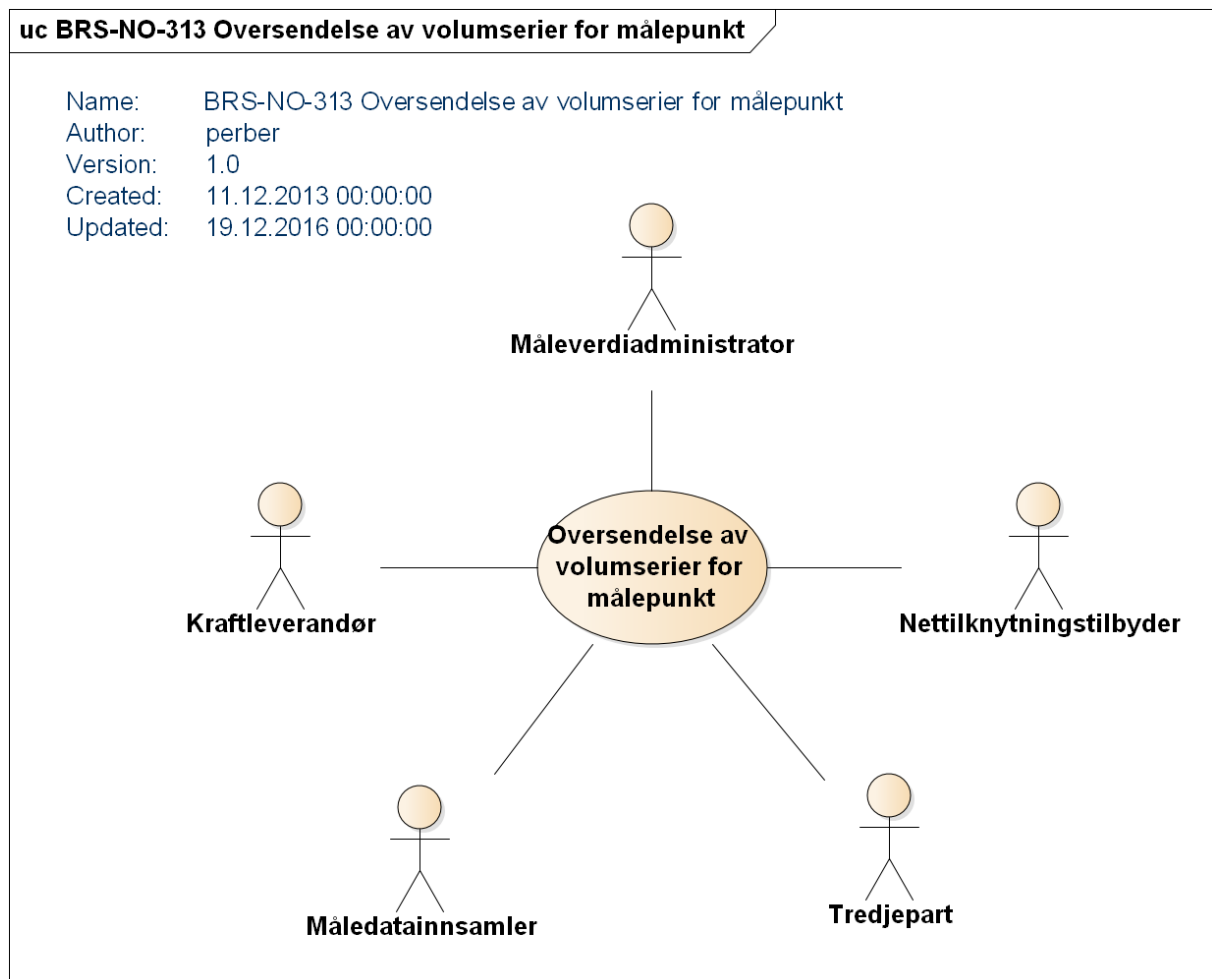 uc BRS-NO-313 Oversendelse av volumserier for målepunkt
Name: BRS-NO-313 Oversendelse av volumserier for målepunkt
Author: perber
Version: 1.0
Created: 11.12.2013 00:00:00
Updated: 19.12.2016 00:00:00
Måleverdiadministrator
Oversendelse av
volumserier for
målepunkt
Kraftleverandør
Nettilknytningstilbyder
Måledatainnsamler
Tredjepart